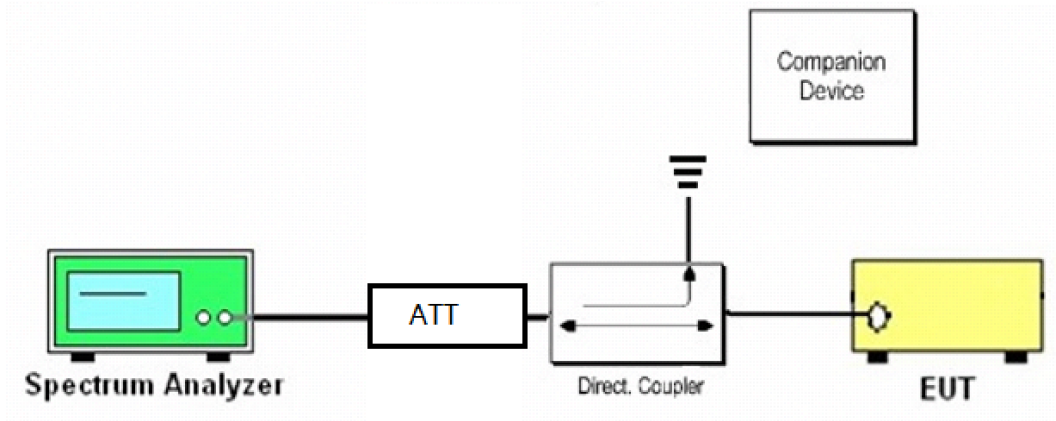 Companion
Device
ATT
Spectrum Analyzer
Direct. Coupler
EUT